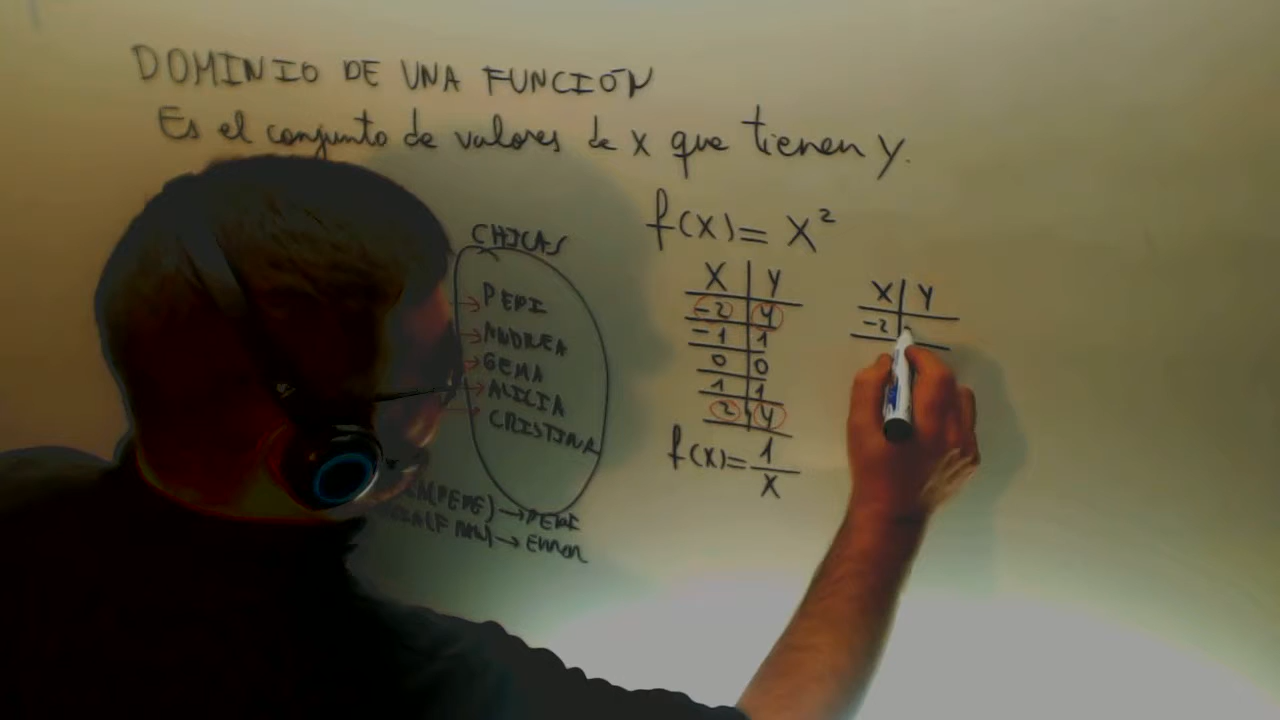 DOMINIO DE UNA FUNCIÓN
Es el conjunto de valores de x que tienen y.
CHICAS
PEPI
ANDREA
GEMA
ALICIA
CRISTINA
(PEPE) → PEPI
→ Error
f(x) = x²
X Y
-2 4
-1 1
0 0
1 1
2 4
f(x) = 1/x
X Y
-2